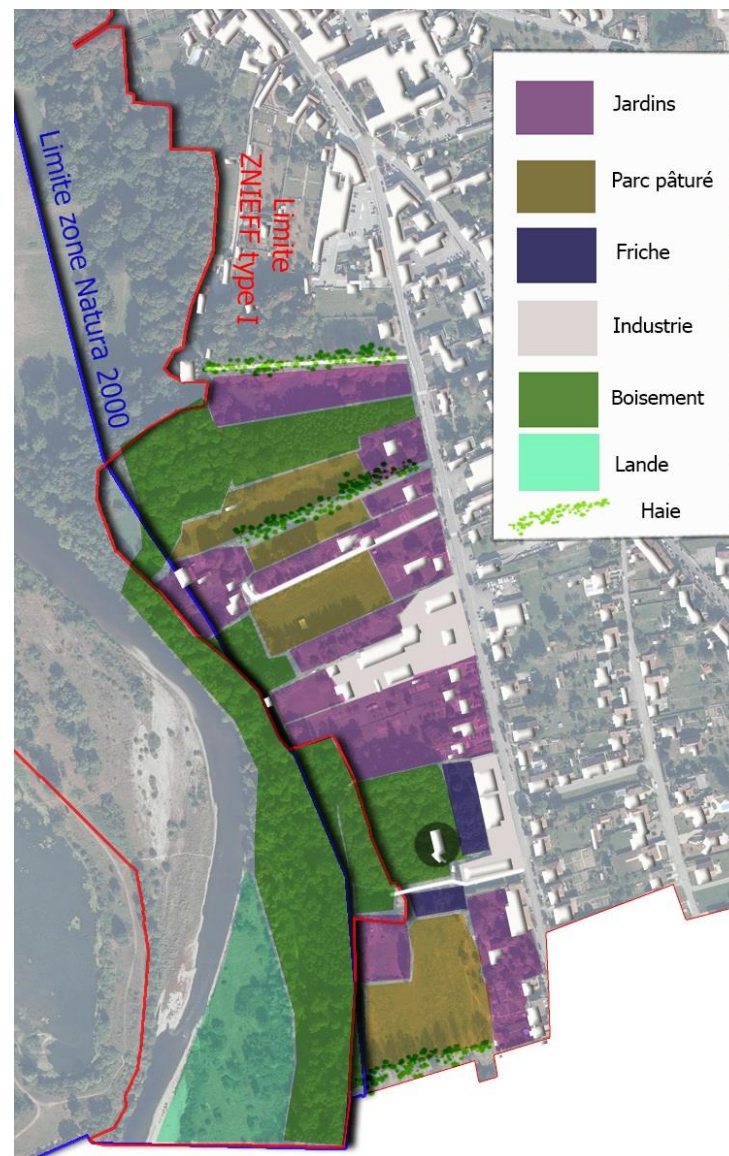 Limite zone Natura 2000
Limite
ZNIEFF type I
Jardins
Parc pâturé
Friche
Industrie
Boisement
Lande
Haie